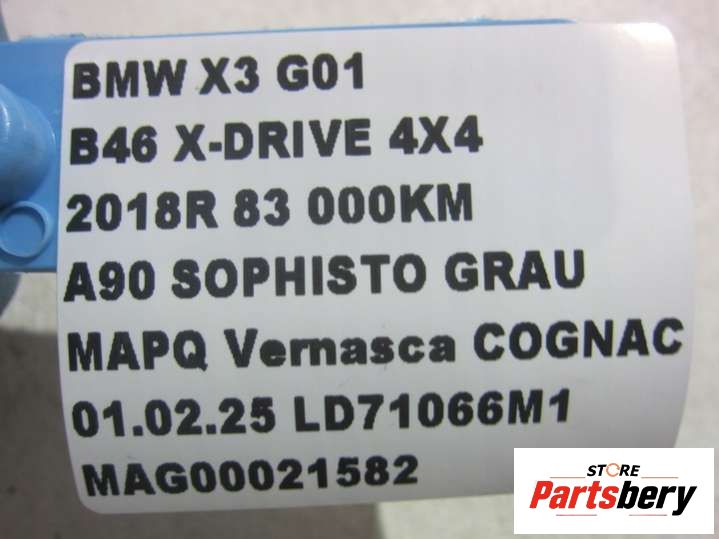 BMW X3 G01
B46 X-DRIVE 4X4
2018R 83 000KM
A90 SOPHISTO GRAU
MAPQ Vernasca COGNAC
01.02.25 LD71066M1
MAG00021582
STORE
Partsbery